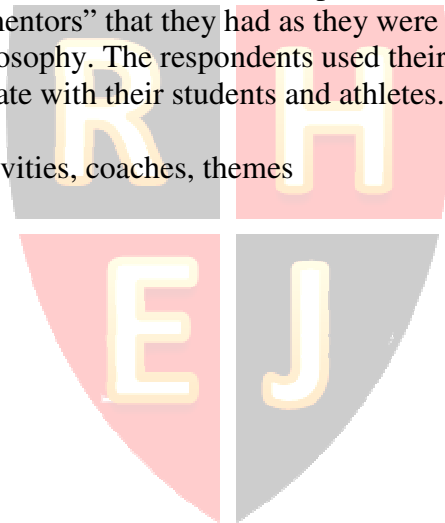 mentors” that they had as they were
osophy. The respondents used their
ate with their students and athletes.
vities, coaches, themes
R H
E J